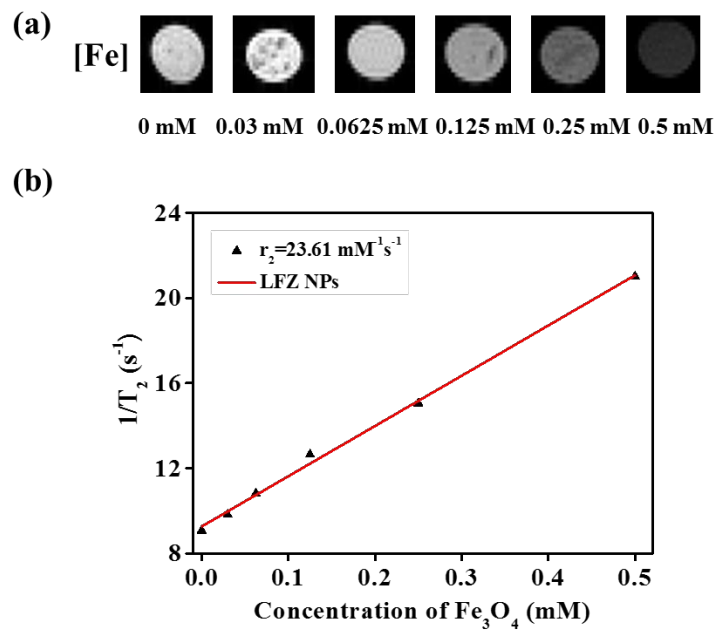 (a)
[Fe]
0 mM 0.03 mM 0.0625 mM 0.125 mM 0.25 mM 0.5 mM
(b)
24
20
16
12
8
1/T₂ (s⁻¹)
r₂=23.61 mM⁻¹s⁻¹
LFZ NPs
0.0 0.1 0.2 0.3 0.4 0.5
Concentration of Fe₃O₄ (mM)